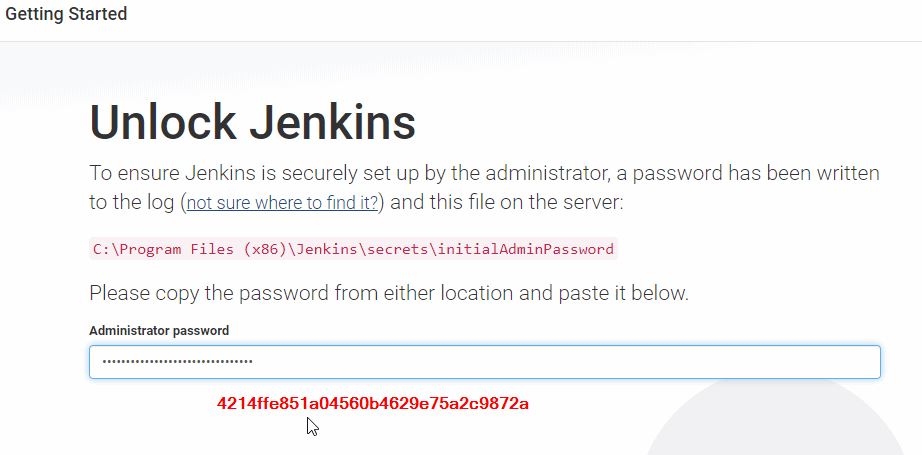 Getting Started
Unlock Jenkins
To ensure Jenkins is securely set up by the administrator, a password has been written
to the log (not sure where to find it?) and this file on the server:
C:\Program Files (x86)\Jenkins\secrets\initialAdminPassword
Please copy the password from either location and paste it below.
Administrator password
••••••••••••••••••••••••••••••••
4214ffe851a04560b4629e75a2c9872a